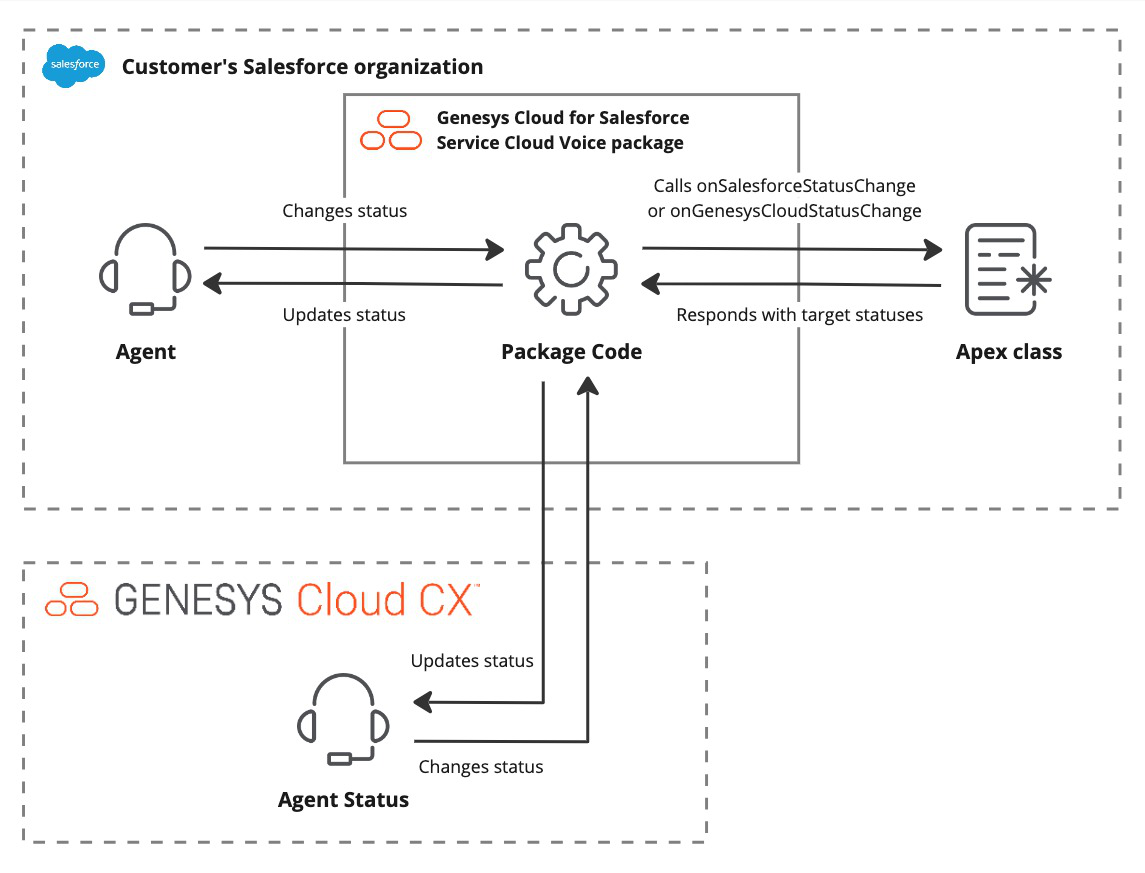 salesforce
Customer's Salesforce organization
Genesys Cloud for Salesforce
Service Cloud Voice package
Calls onSalesforceStatusChange
or onGenesysCloudStatusChange
Changes status
Updates status
Responds with target statuses
Agent
Package Code
Apex class
GENESYS Cloud CX™
Updates status
Changes status
Agent Status